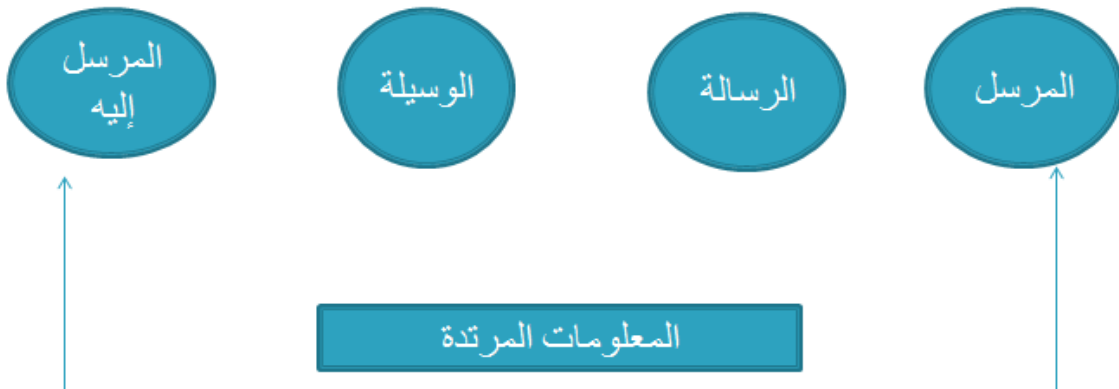 المرسل
الرسالة
الوسيلة
المرسل
إليه
المعلومات المرتدة